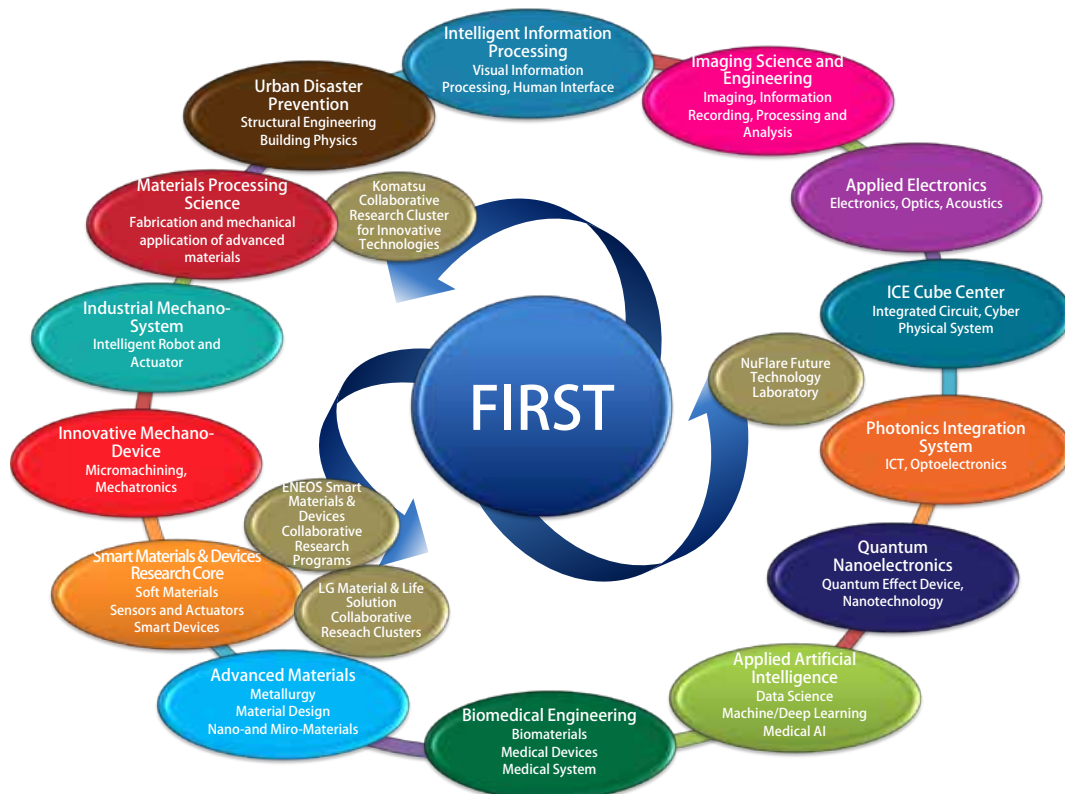 Intelligent Information
Processing
Visual Information
Processing, Human Interface
Imaging Science and
Engineering
Imaging, Information
Recording, Processing and
Analysis
Applied Electronics
Electronics, Optics, Acoustics
ICE Cube Center
Integrated Circuit, Cyber
Physical System
NuFlare Future
Technology
Laboratory
Photonics Integration
System
ICT, Optoelectronics
Quantum
Nanoelectronics
Quantum Effect Device,
Nanotechnology
Applied Artificial
Intelligence
Data Science
Machine/Deep Learning
Medical AI
Biomedical Engineering
Biomaterials
Medical Devices
Medical System
Advanced Materials
Metallurgy
Material Design
Nano-and Miro-Materials
LG Material & Life
Solution
Collaborative
Reseach Clusters
Smart Materials & Devices
Research Core
Soft Materials
Sensors and Actuators
Smart Devices
ENEOS Smart
Materials &
Devices
Collaborative
Research
Programs
Innovative Mechano-
Device
Micromachining,
Mechatronics
Industrial Mechano-
System
Intelligent Robot and
Actuator
Materials Processing
Science
Fabrication and mechanical
application of advanced
materials
Komatsu
Collaborative
Research Cluster
for Innovative
Technologies
Urban Disaster
Prevention
Structural Engineering
Building Physics
FIRST